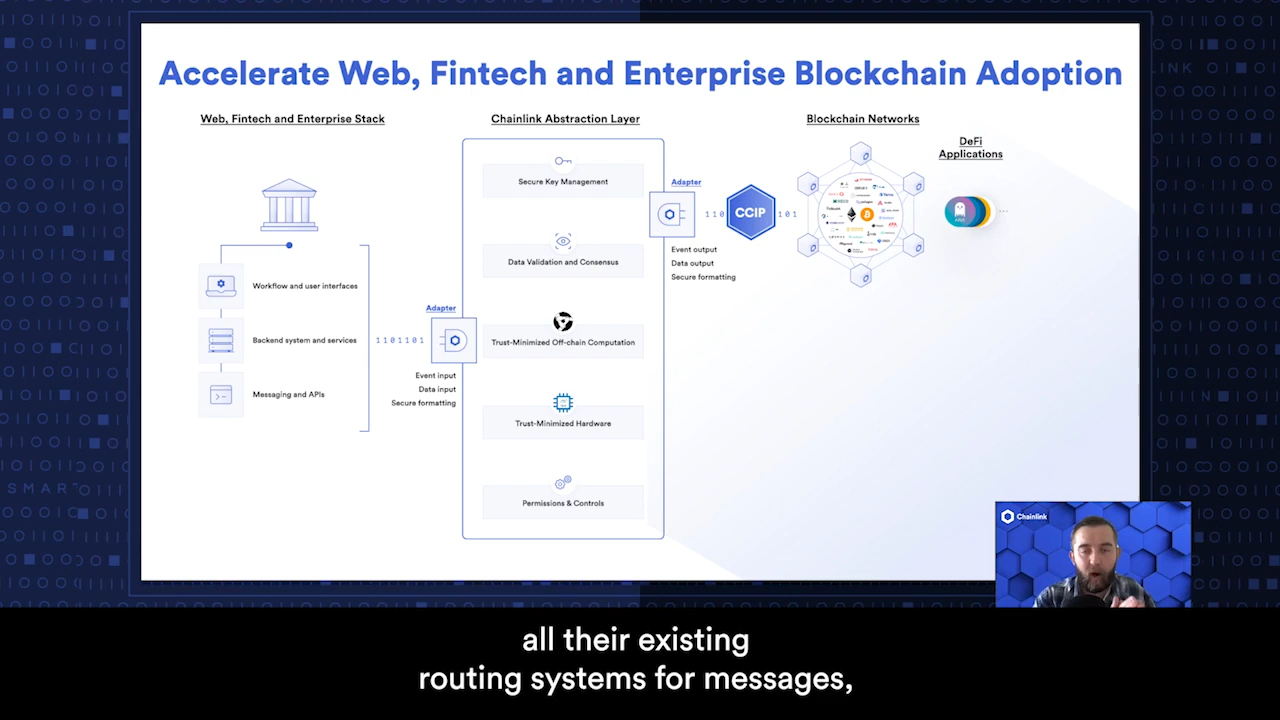 Accelerate Web, Fintech and Enterprise Blockchain Adoption
Web, Fintech and Enterprise Stack
Workflow and user interfaces
Backend system and services
Messaging and APIs
1101101
Adapter
Event input
Data input
Secure formatting
Chainlink Abstraction Layer
Secure Key Management
Data Validation and Consensus
Trust-Minimized Off-chain Computation
Trust-Minimized Hardware
Permissions & Controls
Adapter
110
CCIP
101
Event output
Data output
Secure formatting
Blockchain Networks
DeFi
Applications
Chainlink
all their existing
routing systems for messages,